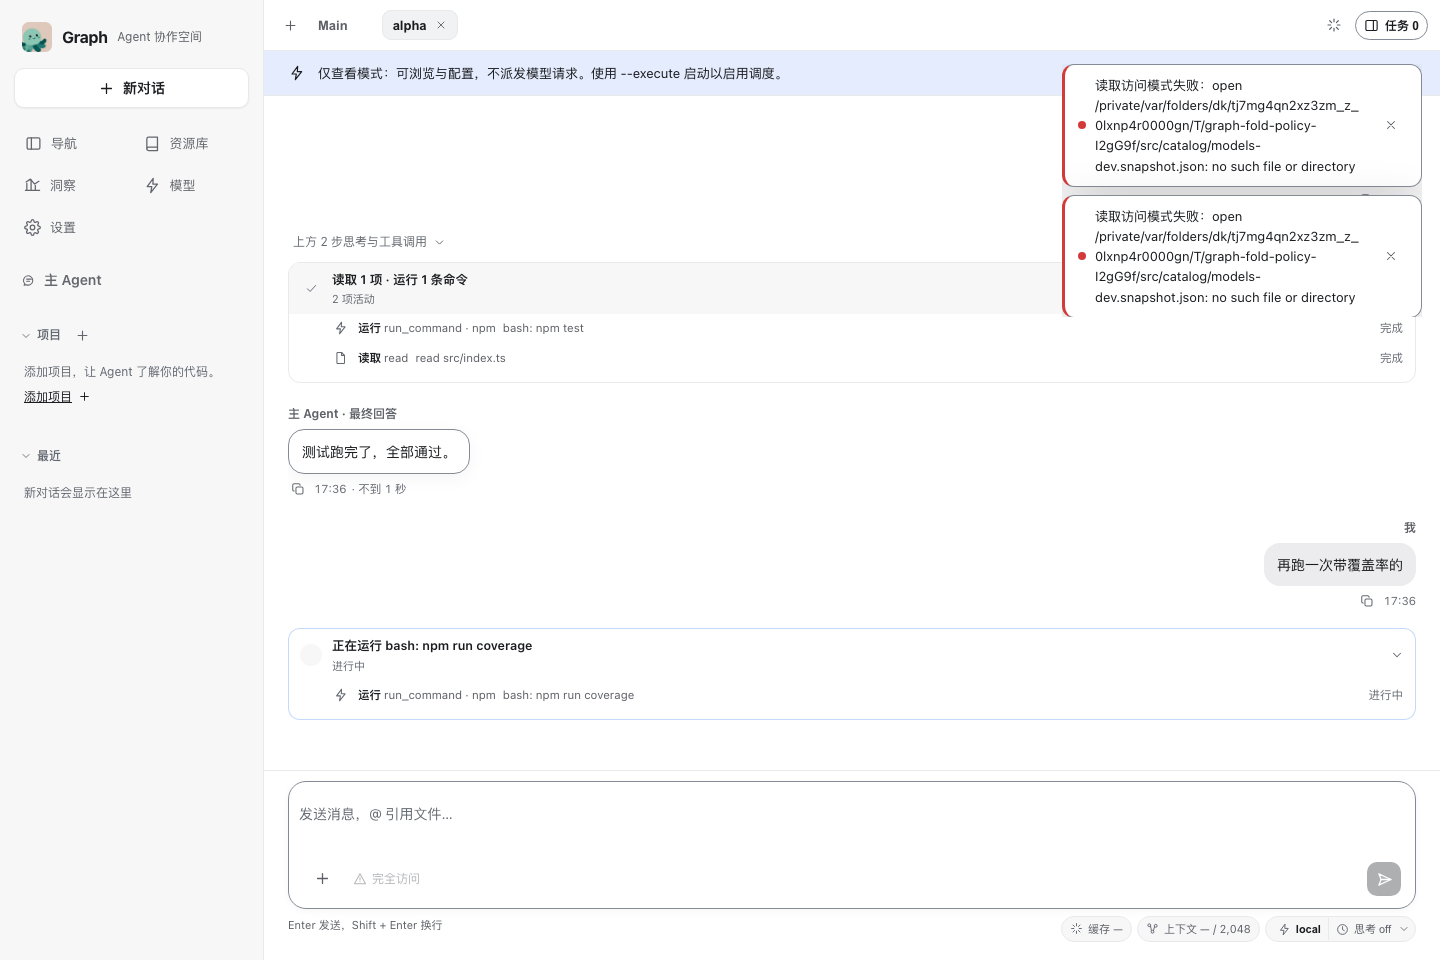 Graph Agent 协作空间
新对话
导航
资源库
洞察
模型
设置
主 Agent
项目
添加项目，让 Agent 了解你的代码。
添加项目
最近
新对话会显示在这里
Main
alpha
任务 0
仅查看模式：可浏览与配置，不派发模型请求。使用 --execute 启动以启用调度。
读取访问模式失败：open
/private/var/folders/dk/tj7mg4qn2xz3zm_z_
0lxnp4r0000gn/T/graph-fold-policy-
I2gG9f/src/catalog/models-
dev.snapshot.json: no such file or directory
读取访问模式失败：open
/private/var/folders/dk/tj7mg4qn2xz3zm_z_
0lxnp4r0000gn/T/graph-fold-policy-
I2gG9f/src/catalog/models-
dev.snapshot.json: no such file or directory
上方 2 步思考与工具调用
读取 1 项 · 运行 1 条命令
2 项活动
运行 run_command · npm bash: npm test 完成
读取 read read src/index.ts 完成
主 Agent · 最终回答
测试跑完了，全部通过。
17:36 · 不到 1 秒
我
再跑一次带覆盖率的
17:36
正在运行 bash: npm run coverage
进行中
运行 run_command · npm bash: npm run coverage 进行中
发送消息，@ 引用文件...
完全访问
Enter 发送，Shift + Enter 换行
缓存 —
上下文 — / 2,048
local
思考 off